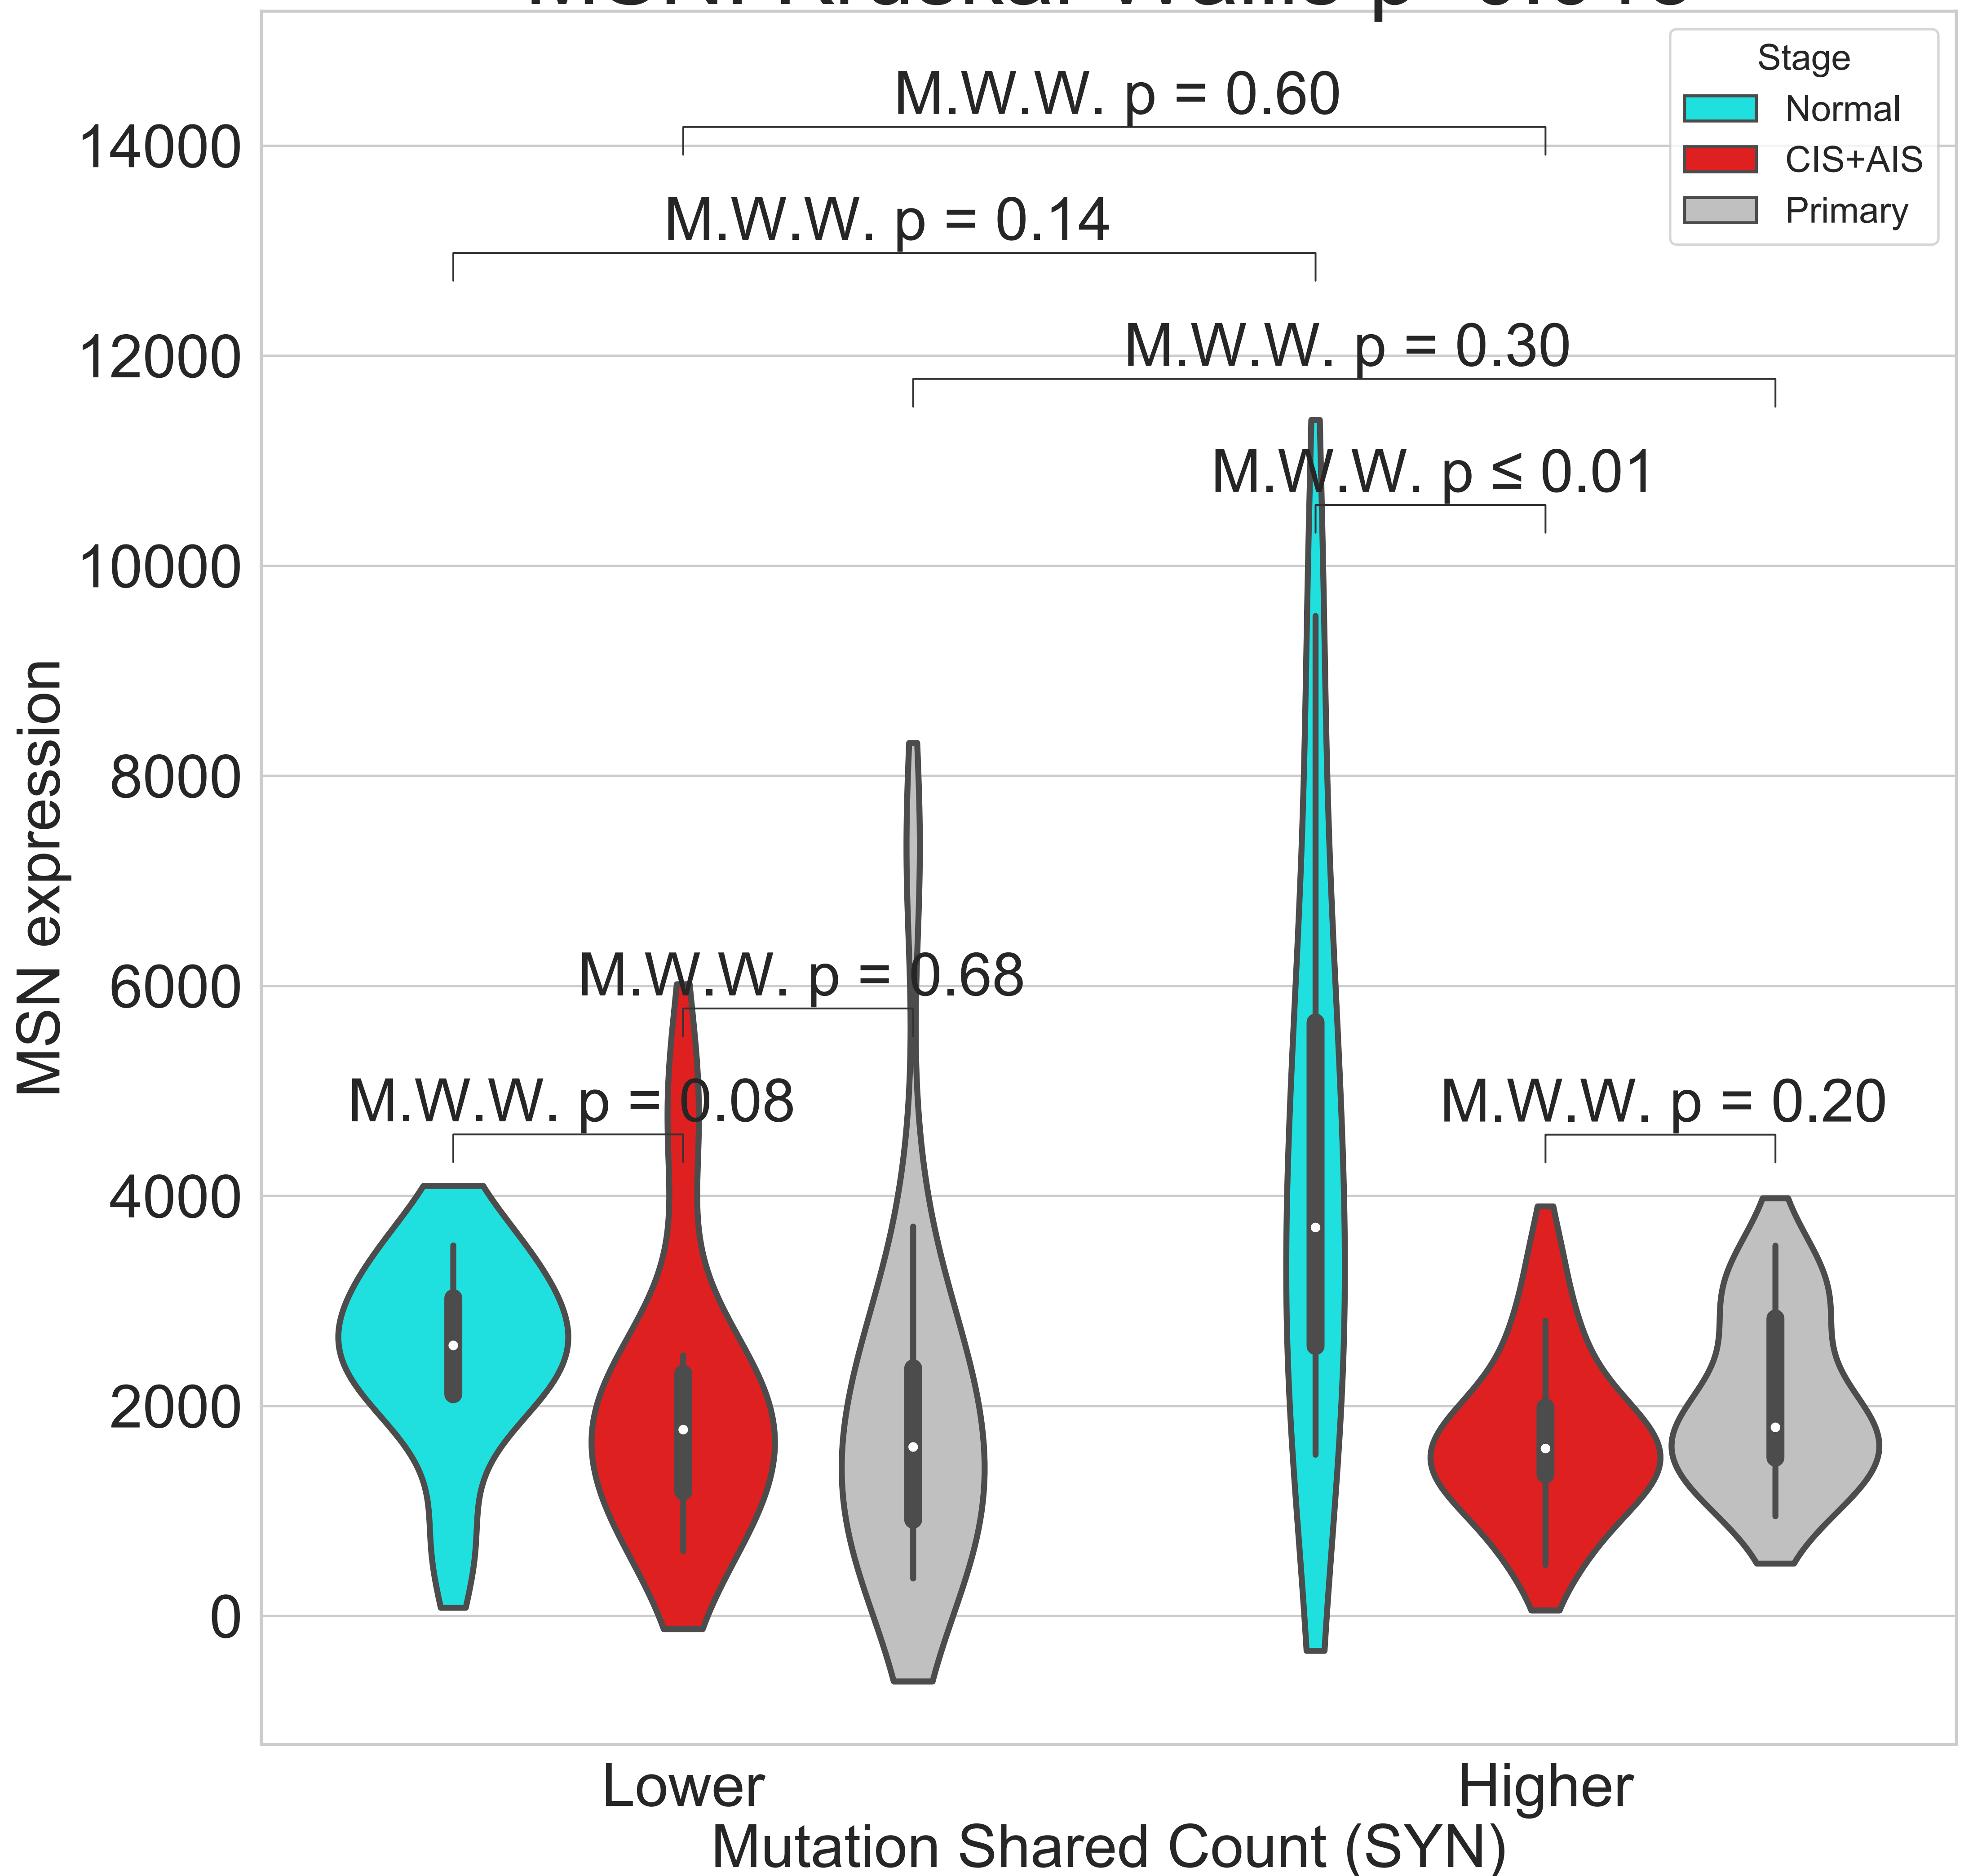 Stage
Normal
CIS+AIS
Primary
M.W.W. p = 0.60
M.W.W. p = 0.14
M.W.W. p = 0.30
M.W.W. p ≤ 0.01
M.W.W. p = 0.68
M.W.W. p = 0.08
M.W.W. p = 0.20
14000
12000
10000
8000
6000
4000
2000
0
MSN expression
Lower
Higher
Mutation Shared Count (SYN)